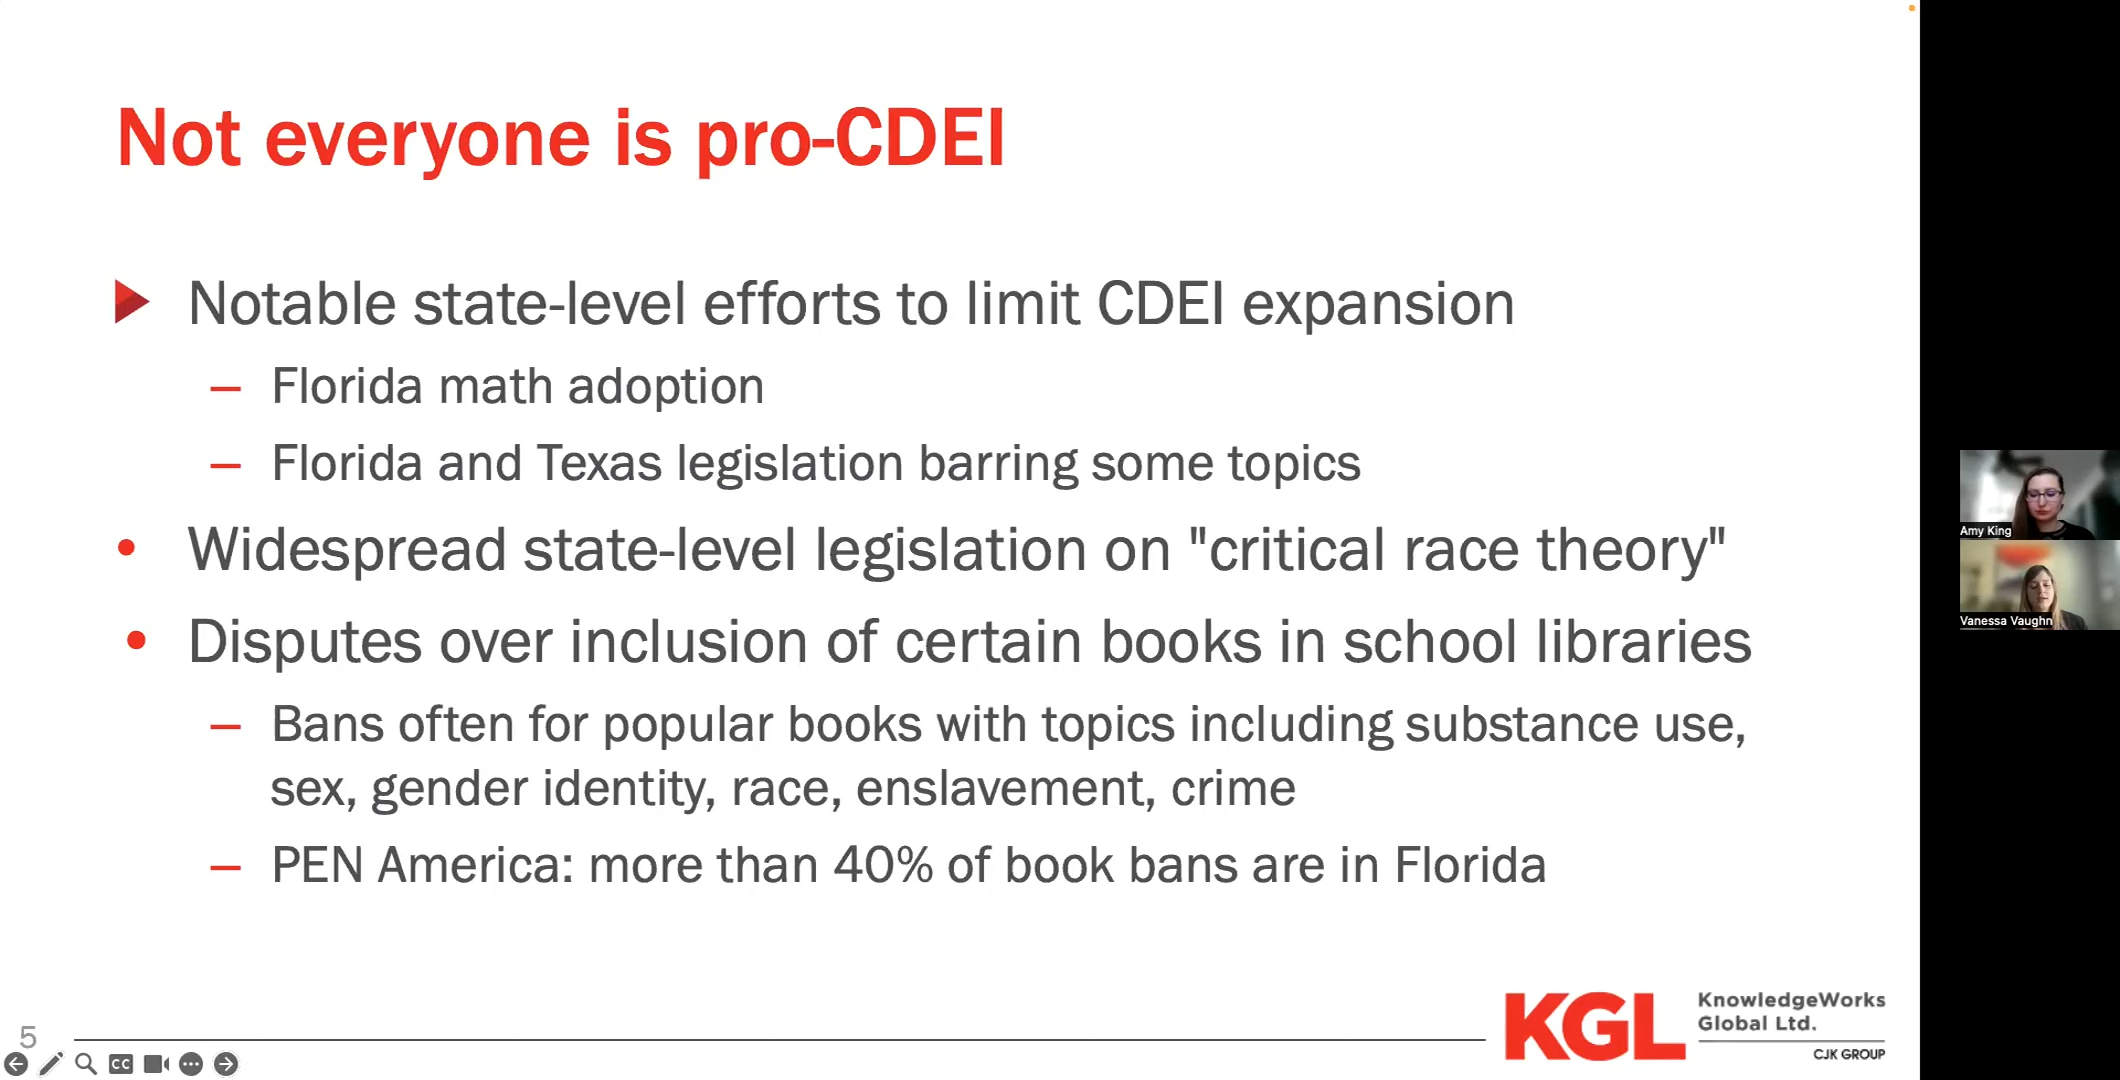 Not everyone is pro-CDEI
Notable state-level efforts to limit CDEI expansion
– Florida math adoption
– Florida and Texas legislation barring some topics
• Widespread state-level legislation on "critical race theory"
• Disputes over inclusion of certain books in school libraries
– Bans often for popular books with topics including substance use,
sex, gender identity, race, enslavement, crime
– PEN America: more than 40% of book bans are in Florida
Amy King
Vanessa Vaughn
5
KGL
KnowledgeWorks
Global Ltd.
CJK GROUP
CC